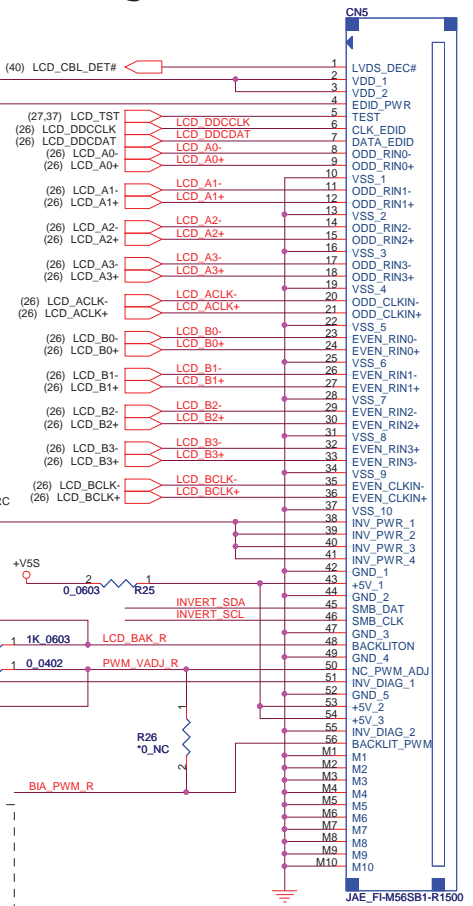 CN5
(40) LCD_CBL_DET# 1 LVDS_DEC#
2 VDD_1
3 VDD_2
4 EDID_PWR
(27,37) LCD_TST 5 TEST
(26) LCD_DDCCLK LCD_DDCCLK 6 CLK_EDID
(26) LCD_DDCDAT LCD_DDCDAT 7 DATA_EDID
(26) LCD_A0- LCD_A0- 8 ODD_RIN0-
(26) LCD_A0+ LCD_A0+ 9 ODD_RIN0+
10 VSS_1
(26) LCD_A1- LCD_A1- 11 ODD_RIN1-
(26) LCD_A1+ LCD_A1+ 12 ODD_RIN1+
13 VSS_2
(26) LCD_A2- LCD_A2- 14 ODD_RIN2-
(26) LCD_A2+ LCD_A2+ 15 ODD_RIN2+
16 VSS_3
(26) LCD_A3- LCD_A3- 17 ODD_RIN3-
(26) LCD_A3+ LCD_A3+ 18 ODD_RIN3+
19 VSS_4
(26) LCD_ACLK- LCD_ACLK- 20 ODD_CLKIN-
(26) LCD_ACLK+ LCD_ACLK+ 21 ODD_CLKIN+
22 VSS_5
(26) LCD_B0- LCD_B0- 23 EVEN_RIN0-
(26) LCD_B0+ LCD_B0+ 24 EVEN_RIN0+
25 VSS_6
(26) LCD_B1- LCD_B1- 26 EVEN_RIN1-
(26) LCD_B1+ LCD_B1+ 27 EVEN_RIN1+
28 VSS_7
(26) LCD_B2- LCD_B2- 29 EVEN_RIN2-
(26) LCD_B2+ LCD_B2+ 30 EVEN_RIN2+
31 VSS_8
(26) LCD_B3- LCD_B3- 32 EVEN_RIN3+
(26) LCD_B3+ LCD_B3+ 33 EVEN_RIN3-
34 VSS_9
(26) LCD_BCLK- LCD_BCLK- 35 EVEN_CLKIN-
(26) LCD_BCLK+ LCD_BCLK+ 36 EVEN_CLKIN+
RC 37 VSS_10
38 INV_PWR_1
39 INV_PWR_2
40 INV_PWR_3
41 INV_PWR_4
+V5S 42 GND_1
0_0603 2 1 R25 43 +5V_1
44 GND_2
INVERT_SDA 45 SMB_DAT
INVERT_SCL 46 SMB_CLK
47 GND_3
1 1K_0603 LCD_BAK_R 48 BACKLITON
49 GND_4
1 0_0402 PWM_VADJ_R 50 NC_PWM_ADJ
51 INV_DIAG_1
52 GND_5
53 +5V_2
1 54 +5V_3
55 INV_DIAG_2
R26 56 BACKLIT_PWM
*0_NC M1 M1
2 M2 M2
M3 M3
BIA_PWM_R M4 M4
M5 M5
M6 M6
M7 M7
M8 M8
M9 M9
M10 M10
JAE_FI-M56SB1-R1500